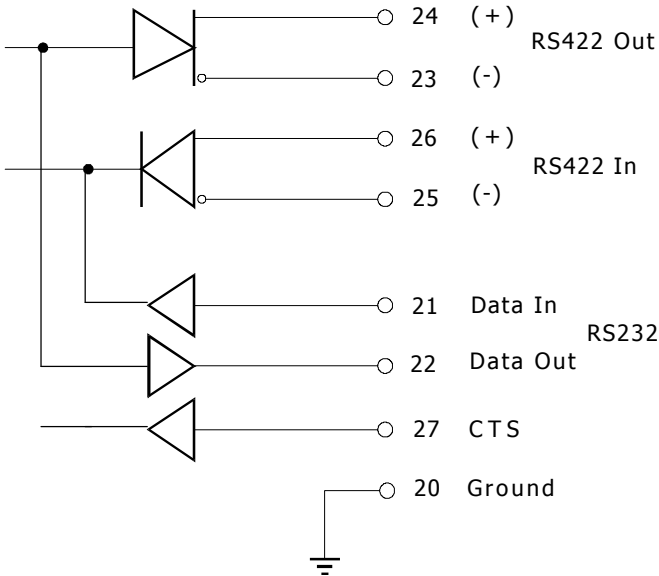 24 (+)
RS422 Out
23 (-)
26 (+)
RS422 In
25 (-)
21 Data In
RS232
22 Data Out
27 CTS
20 Ground